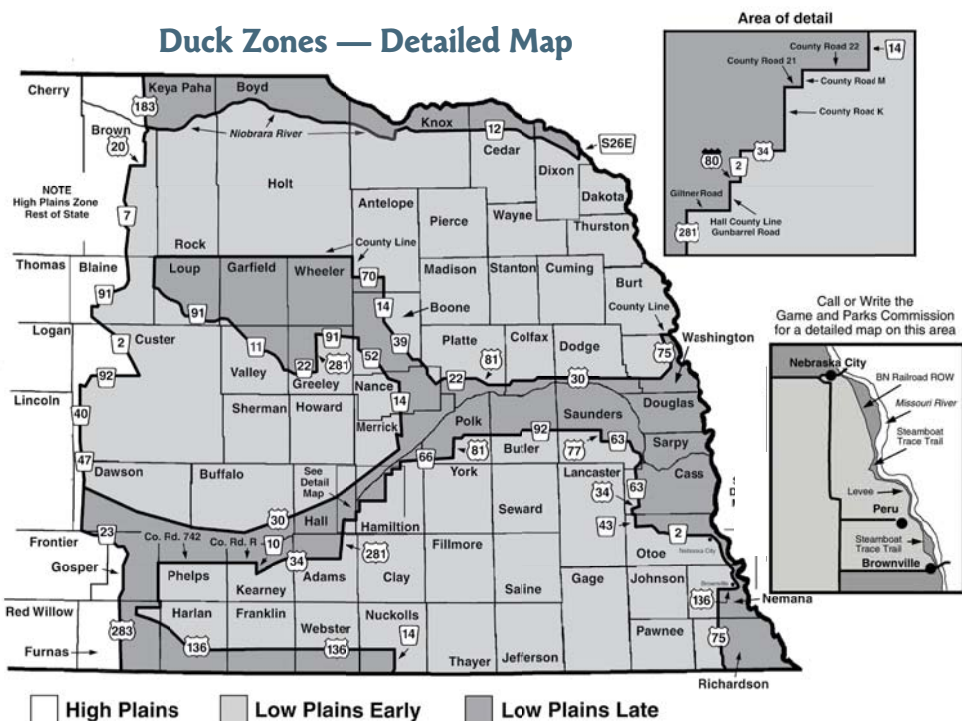 Duck Zones — Detailed Map
Area of detail
County Road 22
14
County Road 21
County Road M
County Road K
34
80
2
Giltner Road
Hall County Line
Gunbarrel Road
281
Cherry
Keya Paha
Boyd
183
Knox
Brown
Niobrara River
12
20
Cedar
S26E
Dixon
Holt
NOTE
High Plains Zone
Rest of State
Dakota
Antelope
7
Pierce
Wayne
Thurston
Rock
County Line
Thomas
Blaine
Loup
Garfield
Wheeler
70
Madison
Stanton
Cuming
Burt
91
14
Boone
County Line
91
Logan
2
Custer
11
91
39
Platte
81
Colfax
Dodge
75
Washington
22
281
52
Valley
Greeley
Nance
22
30
92
Lincoln
40
Sherman
Howard
14
Merrick
Polk
Saunders
Douglas
92
77
63
Sarpy
47
66
81
Butler
Dawson
Buffalo
See
Detail
Map
York
Lancaster
Cass
34
63
Seward
30
Hall
Hamiltion
43
2
23
Co. Rd. 742
Co. Rd. R
10
Frontier
34
281
Fillmore
Otoe
Nebraska City
Gosper
Phelps
Adams
Clay
Gage
Johnson
Kearney
Saline
Brownville
136
Nemaha
Red Willow
Harlan
Franklin
Nuckolls
283
Webster
14
Pawnee
75
136
136
Furnas
Thayer
Jefferson
Richardson
Call or Write the
Game and Parks Commission
for a detailed map on this area
Nebraska City
BN Railroad ROW
Missouri River
Steamboat
Trace Trail
Levee
Peru
Steamboat
Trace Trail
Brownville
High Plains
Low Plains Early
Low Plains Late